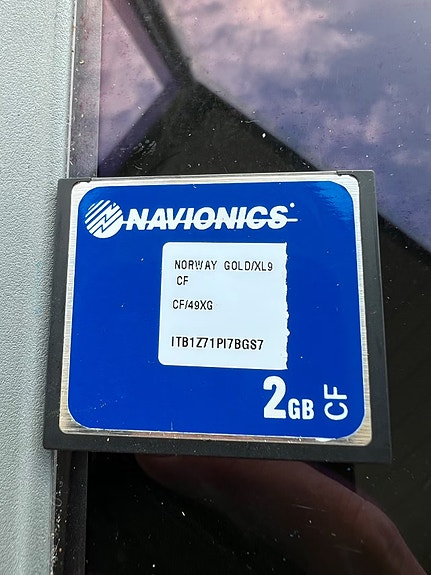 NAVIONICS
NORWAY GOLD/XL9
CF
CF/49XG
ITB1Z71PI7BGS7
2GB CF